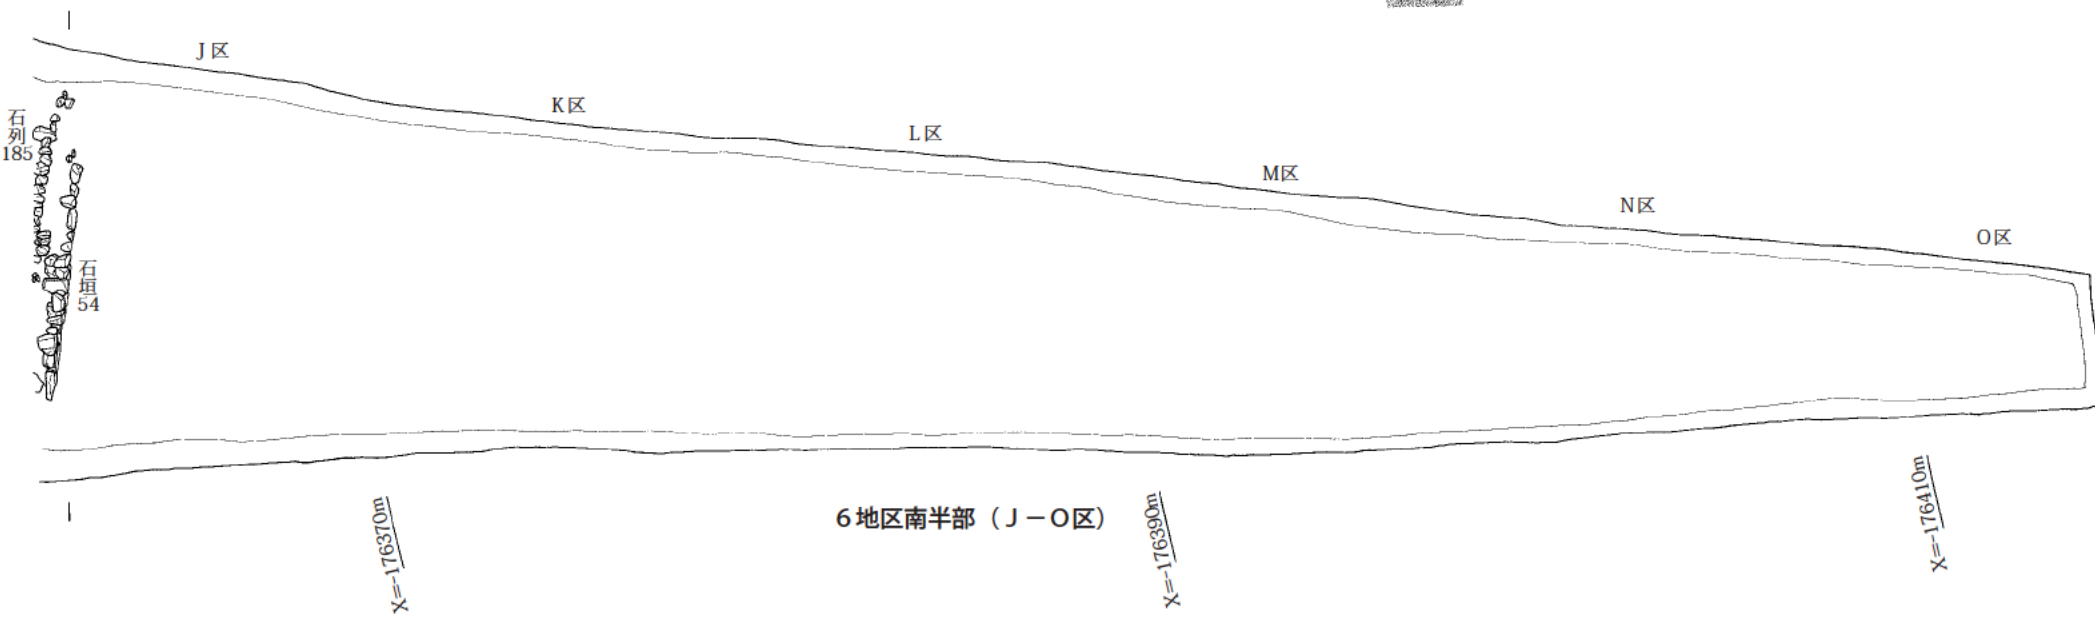 J区
K区
L区
M区
N区
O区
石列
185
石垣
54
6地区南半部（J－O区）
X=-176370m
X=-176390m
X=-176410m